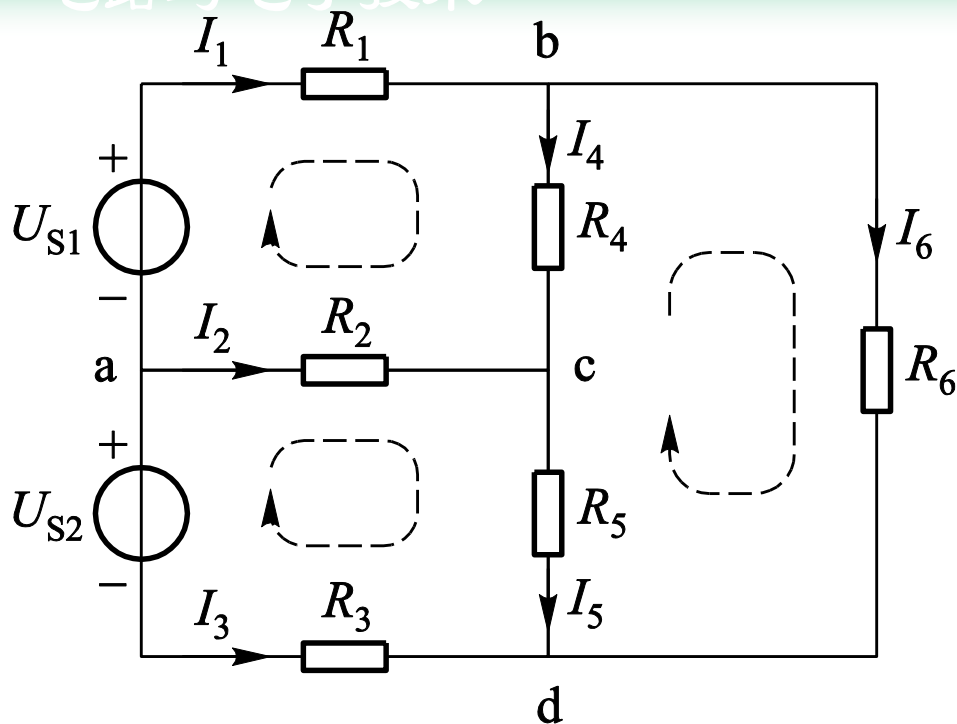 I1 R1 b
I4
+
US1 R4 I6
−
I2 R2
a c R6
+
US2 R5
−
I3 R3 I5
d